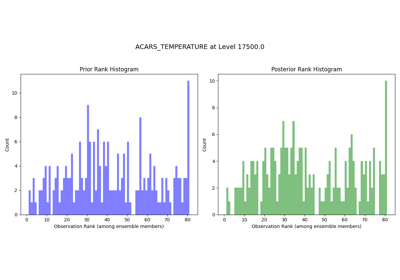 ACARS_TEMPERATURE at Level 17500.0
Prior Rank Histogram
Count
10
8
6
4
2
0
0 10 20 30 40 50 60 70 80
Observation Rank (among ensemble members)
Posterior Rank Histogram
Count
10
8
6
4
2
0
0 10 20 30 40 50 60 70 80
Observation Rank (among ensemble members)